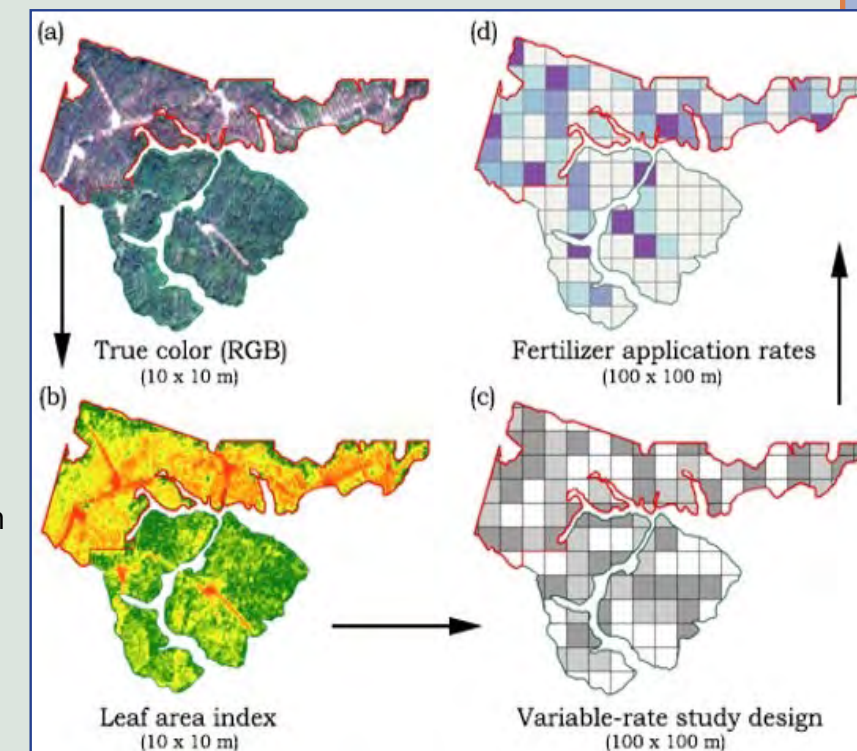 (a)
True color (RGB)
(10 x 10 m)
(b)
Leaf area index
(10 x 10 m)
(d)
Fertilizer application rates
(100 x 100 m)
(c)
Variable-rate study design
(100 x 100 m)